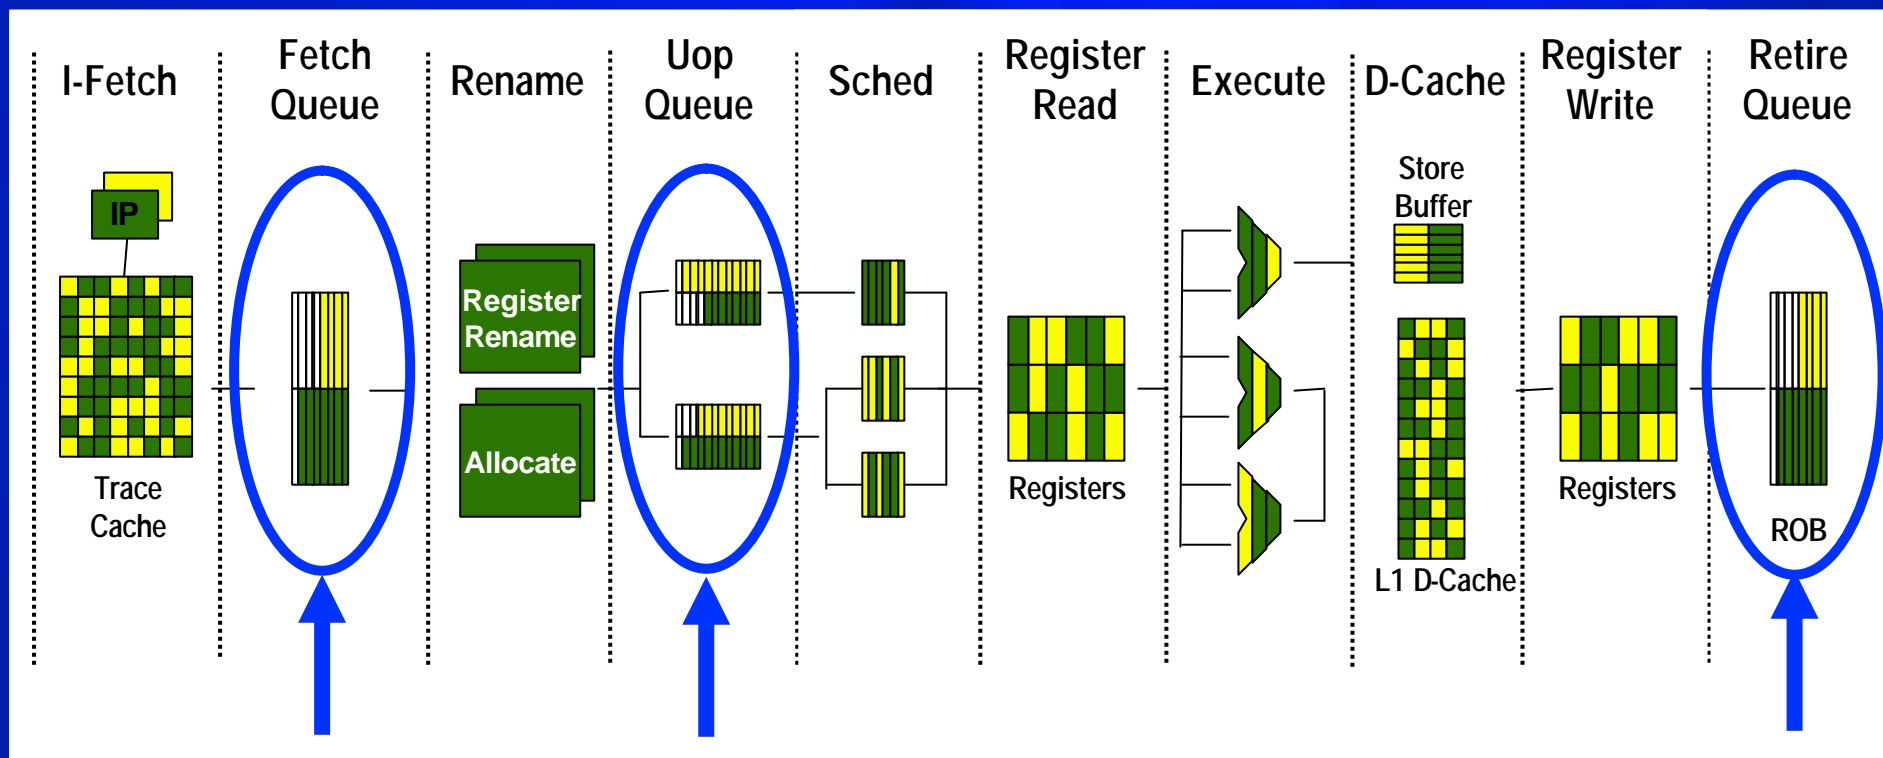 I-Fetch
Fetch
Queue
Rename
Uop
Queue
Sched
Register
Read
Execute
D-Cache
Register
Write
Retire
Queue
IP
Trace
Cache
Register
Rename
Allocate
Registers
Store
Buffer
L1 D-Cache
Registers
ROB